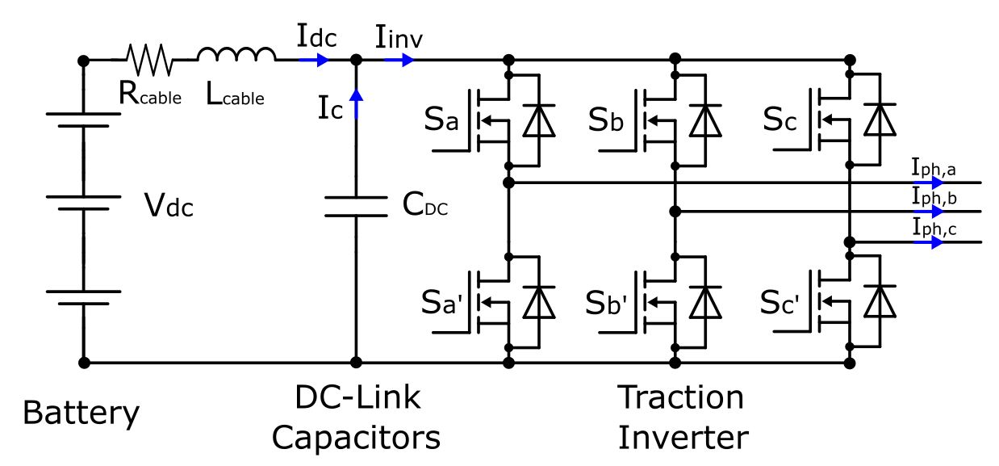 Idc
Iinv
Rcable
Lcable
Ic
Sa
Sb
Sc
Iph,a
Iph,b
Iph,c
Vdc
CDC
Sa'
Sb'
Sc'
Battery
DC-Link
Capacitors
Traction
Inverter